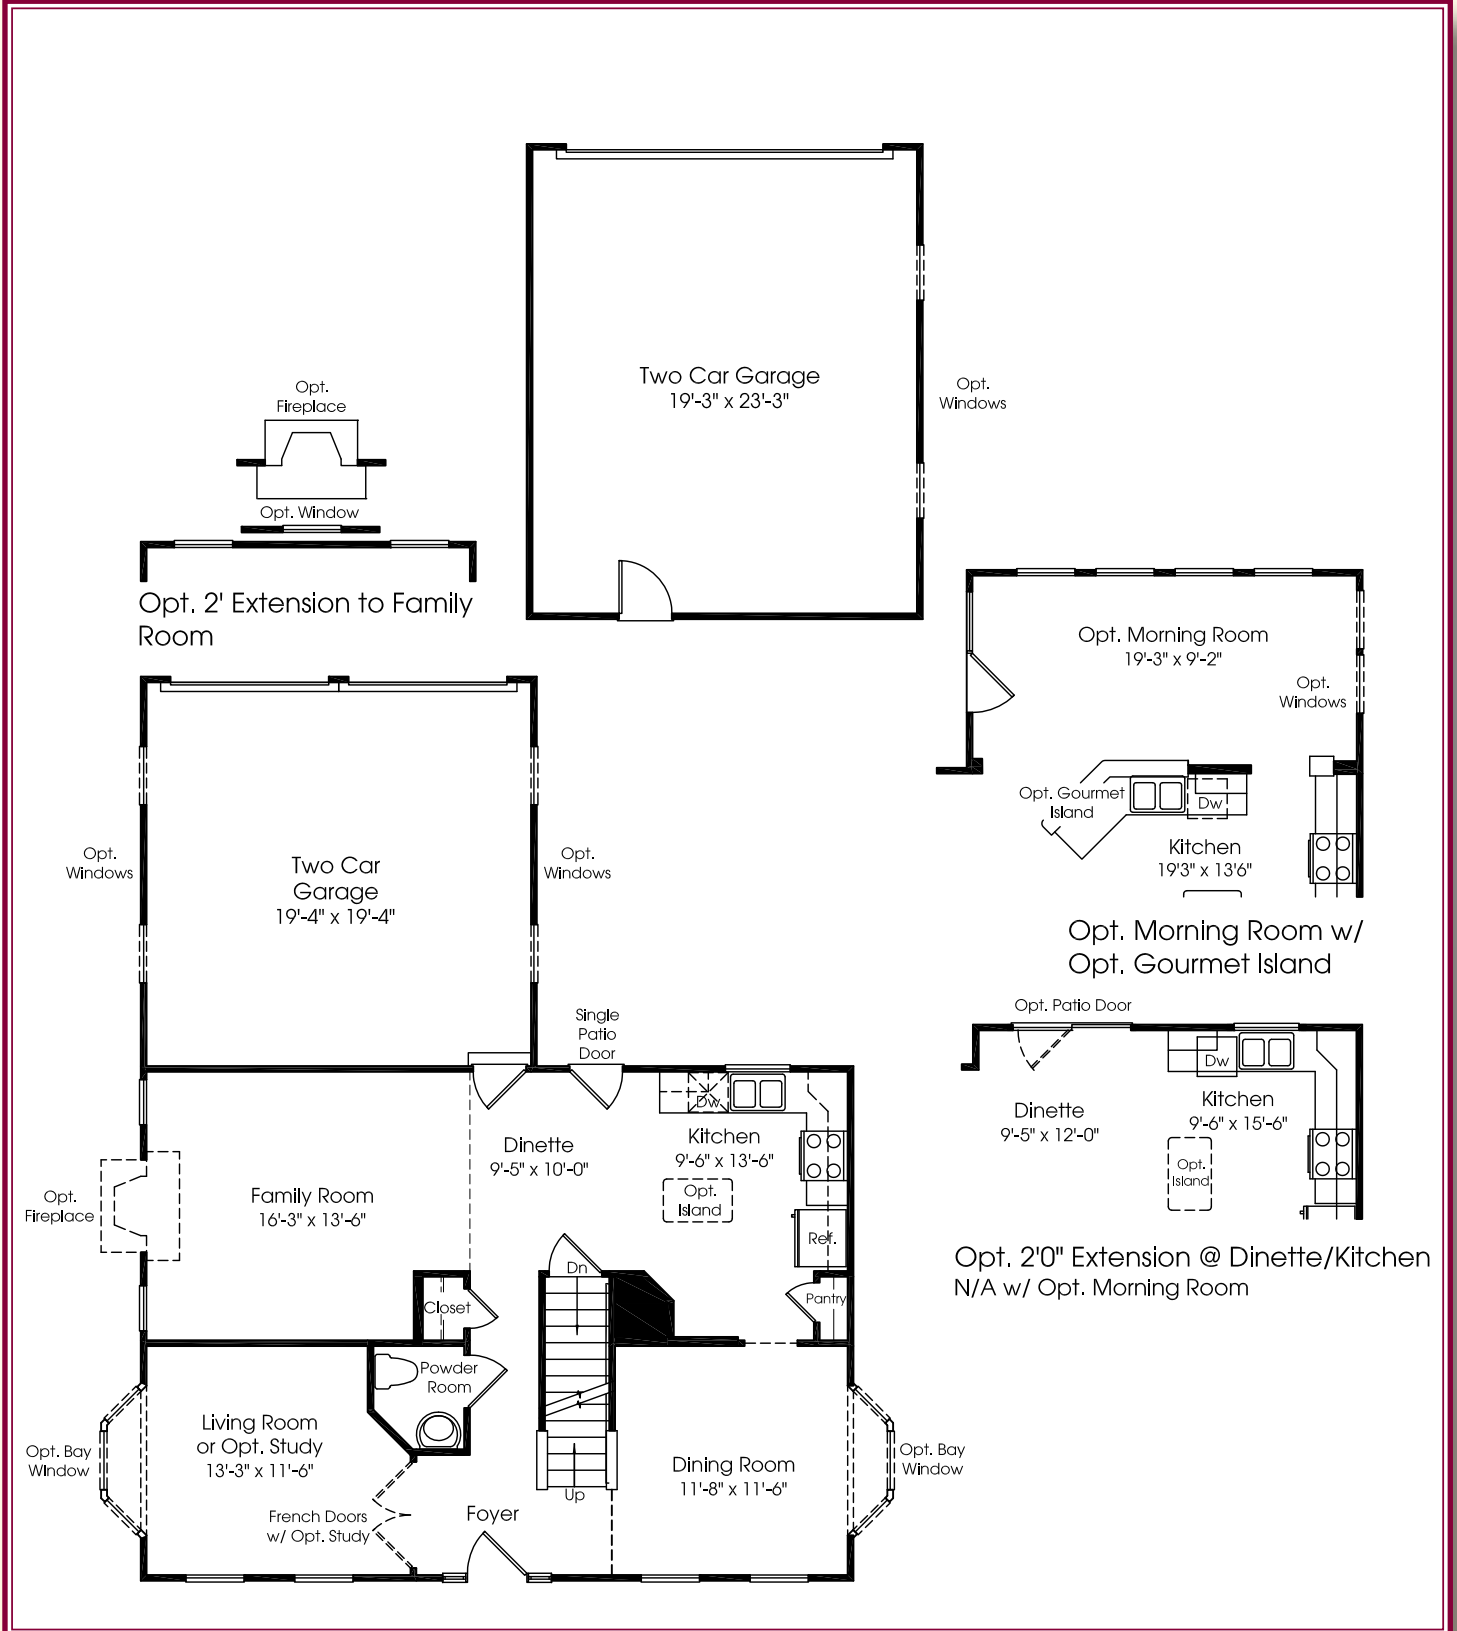 Two Car Garage
19'-3" x 23'-3"
Opt.
Windows
Opt.
Fireplace
Opt. Window
Opt. 2' Extension to Family
Room
Opt. Morning Room
19'-3" x 9'-2"
Opt.
Windows
Opt. Gourmet
Island
Dw
Kitchen
19'3" x 13'6"
Opt. Morning Room w/
Opt. Gourmet Island
Opt.
Windows
Two Car
Garage
19'-4" x 19'-4"
Opt.
Windows
Single
Patio
Door
Opt. Patio Door
Dw
Dinette
9'-5" x 12'-0"
Kitchen
9'-6" x 15'-6"
Opt.
Island
Opt. 2'0" Extension @ Dinette/Kitchen
N/A w/ Opt. Morning Room
Dw
Dinette
9'-5" x 10'-0"
Kitchen
9'-6" x 13'-6"
Opt.
Island
Ref.
Opt.
Fireplace
Family Room
16'-3" x 13'-6"
Dn
Closet
Pantry
Powder
Room
Living Room
or Opt. Study
13'-3" x 11'-6"
Opt. Bay
Window
French Doors
w/ Opt. Study
Foyer
Up
Dining Room
11'-8" x 11'-6"
Opt. Bay
Window